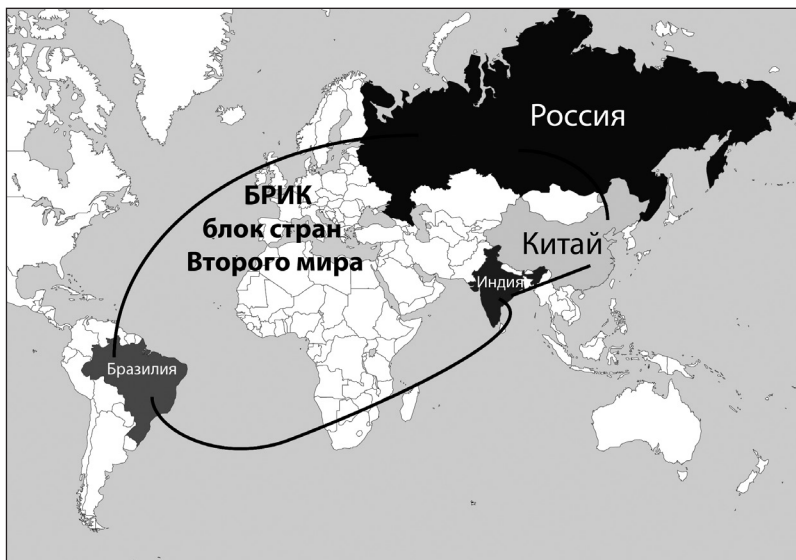 Россия
БРИК
блок стран
Второго мира
Китай
Индия
Бразилия